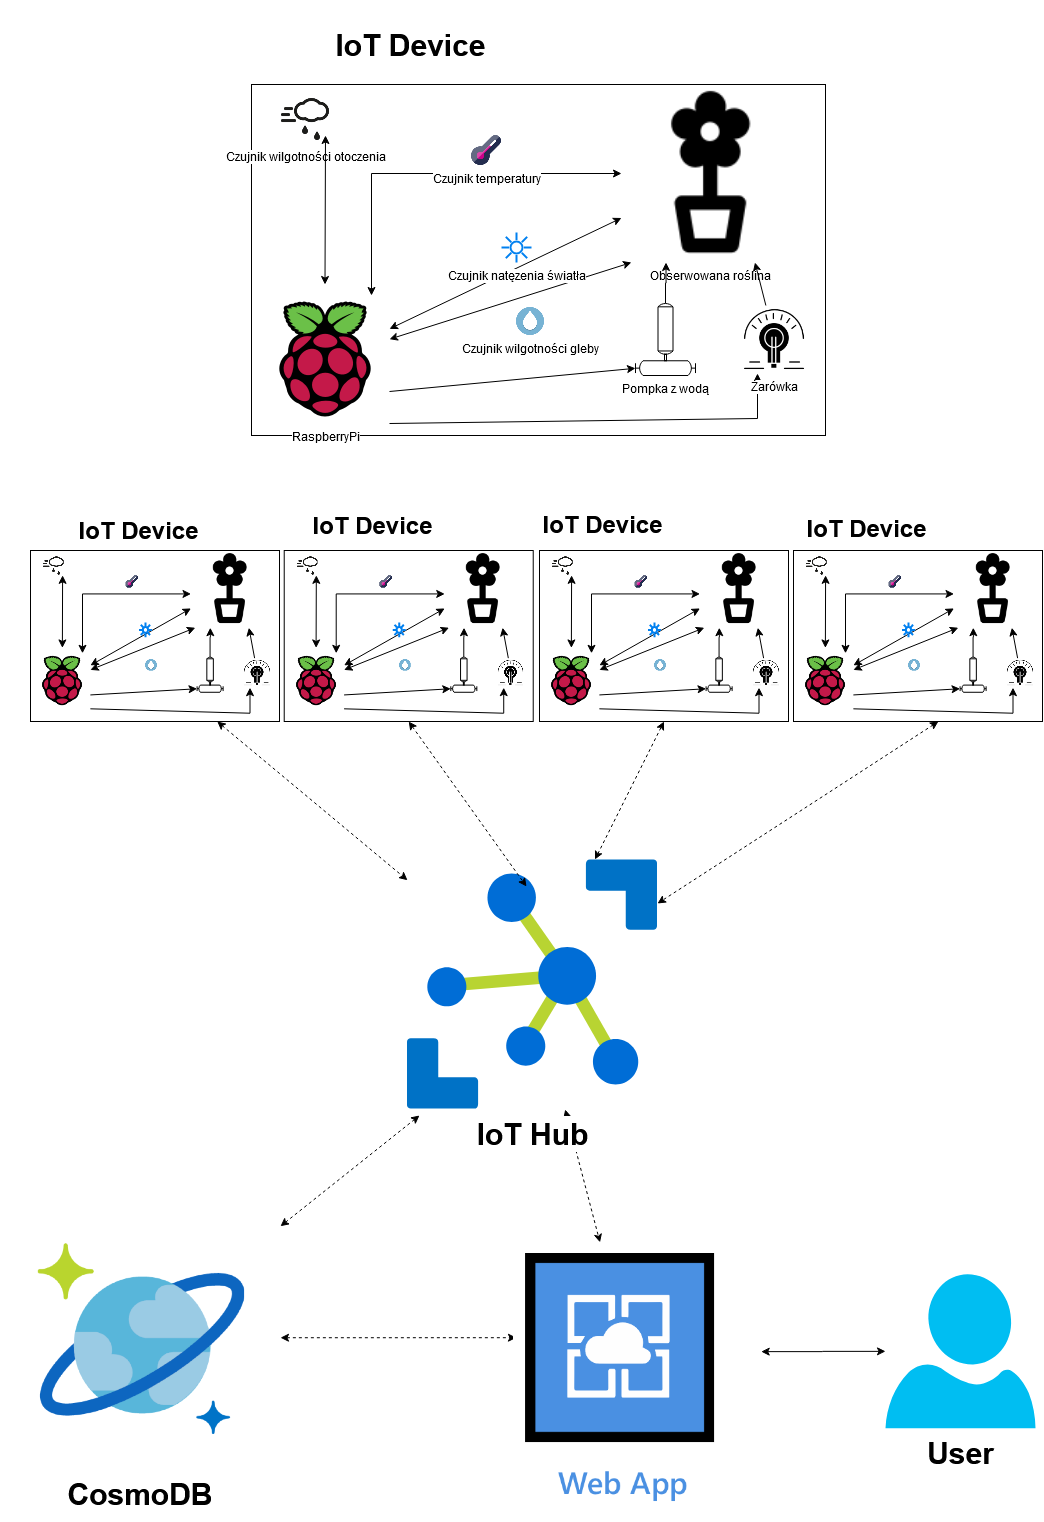 IoT Device
Czujnik wilgotności otoczenia
Czujnik temperatury
Czujnik natęzenia światła
Obserwowana roślina
Czujnik wilgotności gleby
Pompka z wodą
Żarówka
RaspberryPi
IoT Device
IoT Device
IoT Device
IoT Device
IoT Hub
CosmoDB
Web App
User